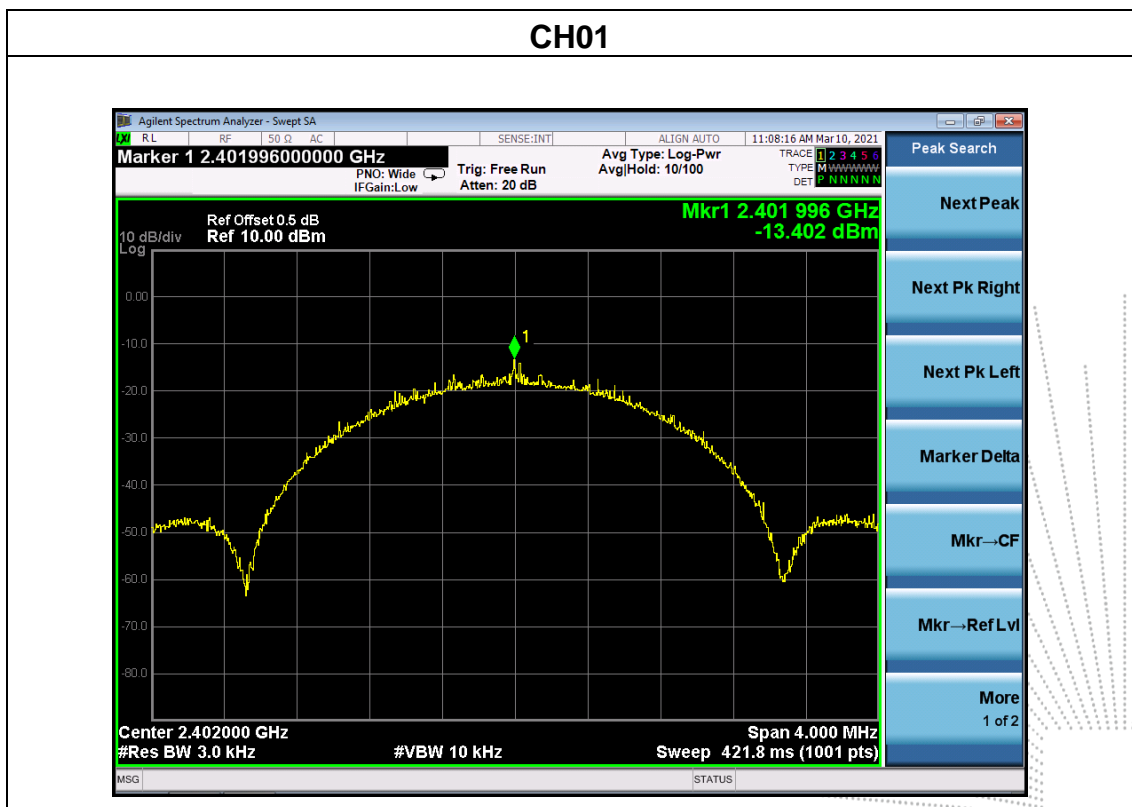 CH01
Agilent Spectrum Analyzer - Swept SA
LXI RL RF 50 Ω AC SENSE:INT ALIGN AUTO 11:08:16 AM Mar 10, 2021
Marker 1 2.401996000000 GHz
PNO: Wide
IFGain:Low
Trig: Free Run
Atten: 20 dB
Avg Type: Log-Pwr
Avg|Hold: 10/100
TRACE 1 2 3 4 5 6
TYPE M W W W W W
DET P N N N N N
Mkr1 2.401 996 GHz
-13.402 dBm
Ref Offset 0.5 dB
10 dB/div Ref 10.00 dBm
Log
1
0.00
-10.0
-20.0
-30.0
-40.0
-50.0
-60.0
-70.0
-80.0
Center 2.402000 GHz Span 4.000 MHz
#Res BW 3.0 kHz #VBW 10 kHz Sweep 421.8 ms (1001 pts)
MSG STATUS
Peak Search
Next Peak
Next Pk Right
Next Pk Left
Marker Delta
Mkr→CF
Mkr→Ref Lvl
More
1 of 2